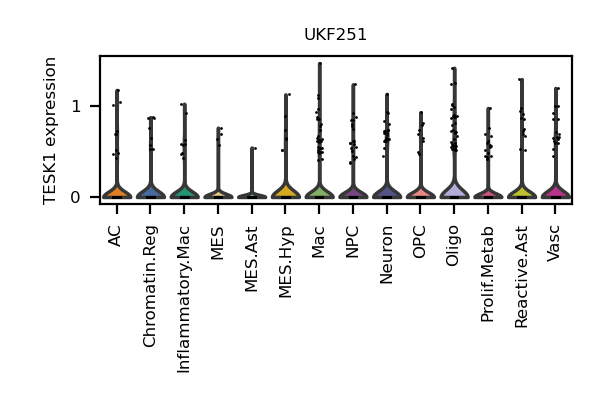 UKF251
TESK1 expression
1
0
AC
Chromatin.Reg
Inflammatory.Mac
MES
MES.Ast
MES.Hyp
Mac
NPC
Neuron
OPC
Oligo
Prolif.Metab
Reactive.Ast
Vasc